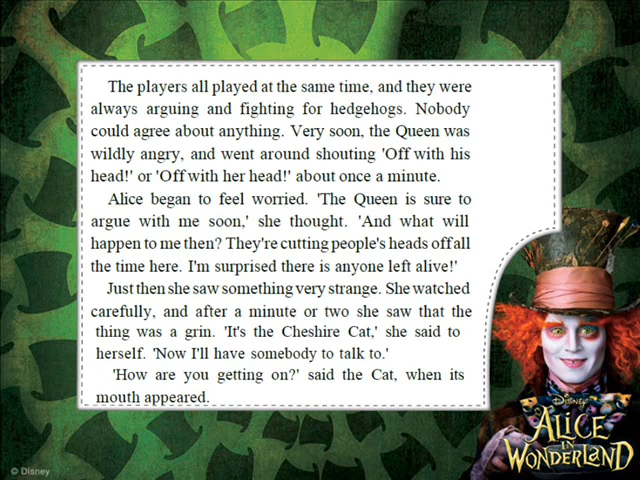 The players all played at the same time, and they were
always arguing and fighting for hedgehogs. Nobody
could agree about anything. Very soon, the Queen was
wildly angry, and went around shouting 'Off with his
head!' or 'Off with her head!' about once a minute.
Alice began to feel worried. 'The Queen is sure to
argue with me soon,' she thought. 'And what will
happen to me then? They're cutting people's heads off all
the time here. I'm surprised there is anyone left alive!'
Just then she saw something very strange. She watched
carefully, and after a minute or two she saw that the
thing was a grin. 'It's the Cheshire Cat,' she said to
herself. 'Now I'll have somebody to talk to.'
'How are you getting on?' said the Cat, when its
mouth appeared.
DISNEY
ALICE
IN
WONDERLAND
© Disney